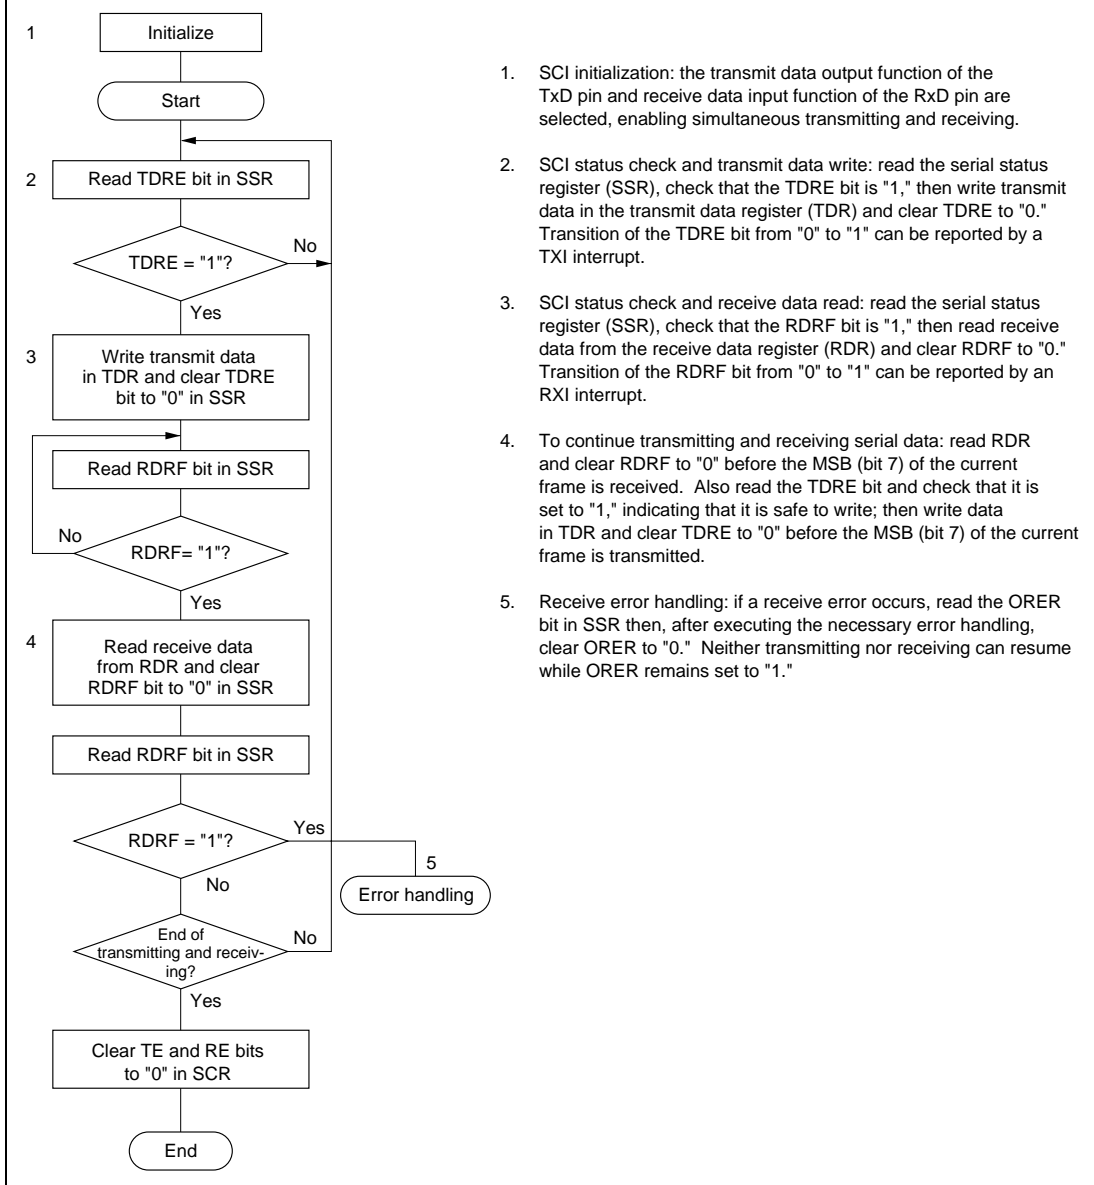 1
Initialize
Start
2
Read TDRE bit in SSR
TDRE = "1"?
No
Yes
3
Write transmit data
in TDR and clear TDRE
bit to "0" in SSR
Read RDRF bit in SSR
No
RDRF= "1"?
Yes
4
Read receive data
from RDR and clear
RDRF bit to "0" in SSR
Read RDRF bit in SSR
RDRF = "1"?
Yes
5
Error handling
No
End of
transmitting and receiv-
ing?
No
Yes
Clear TE and RE bits
to "0" in SCR
End
1. SCI initialization: the transmit data output function of the
TxD pin and receive data input function of the RxD pin are
selected, enabling simultaneous transmitting and receiving.
2. SCI status check and transmit data write: read the serial status
register (SSR), check that the TDRE bit is "1," then write transmit
data in the transmit data register (TDR) and clear TDRE to "0."
Transition of the TDRE bit from "0" to "1" can be reported by a
TXI interrupt.
3. SCI status check and receive data read: read the serial status
register (SSR), check that the RDRF bit is "1," then read receive
data from the receive data register (RDR) and clear RDRF to "0."
Transition of the RDRF bit from "0" to "1" can be reported by an
RXI interrupt.
4. To continue transmitting and receiving serial data: read RDR
and clear RDRF to "0" before the MSB (bit 7) of the current
frame is received. Also read the TDRE bit and check that it is
set to "1," indicating that it is safe to write; then write data
in TDR and clear TDRE to "0" before the MSB (bit 7) of the current
frame is transmitted.
5. Receive error handling: if a receive error occurs, read the ORER
bit in SSR then, after executing the necessary error handling,
clear ORER to "0." Neither transmitting nor receiving can resume
while ORER remains set to "1."